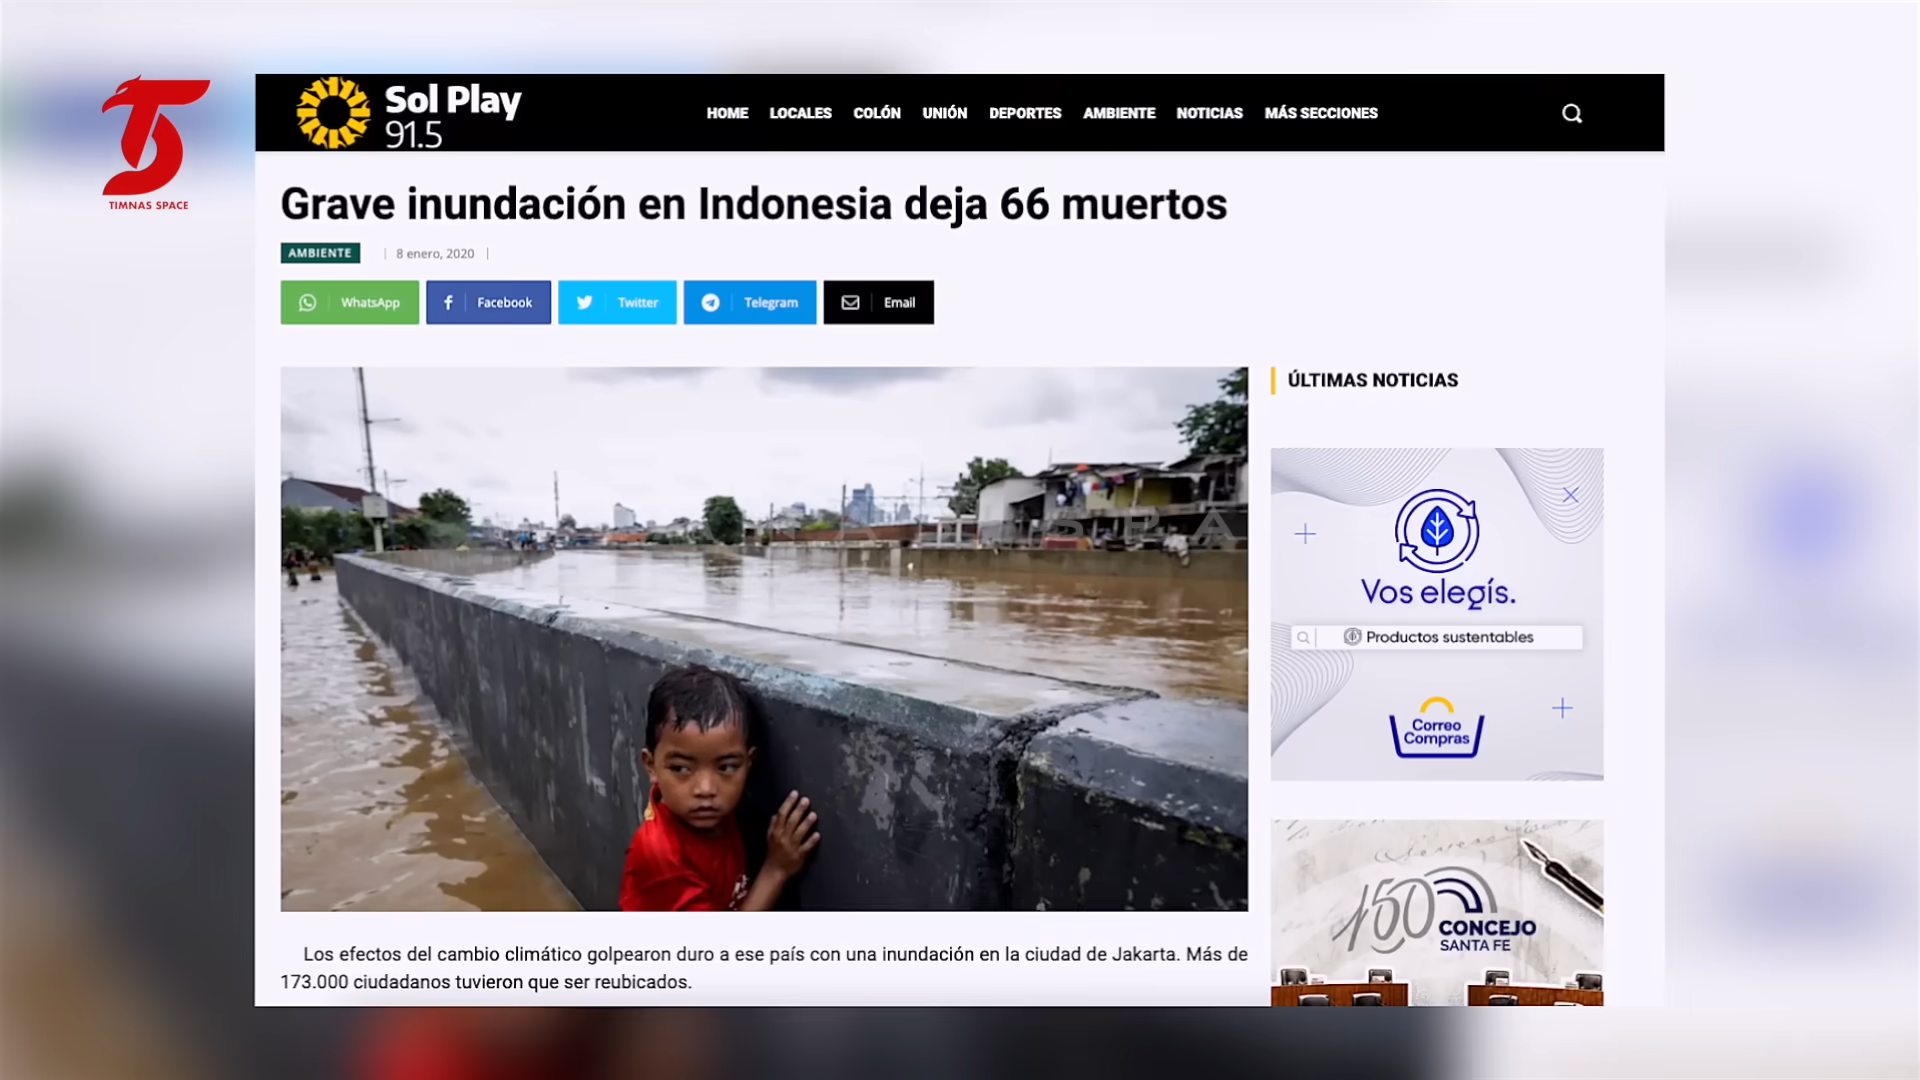 TIMNAS SPACE
Sol Play
91.5
HOME LOCALES COLÓN UNIÓN DEPORTES AMBIENTE NOTICIAS MÁS SECCIONES
Grave inundación en Indonesia deja 66 muertos
AMBIENTE | 8 enero, 2020 |
WhatsApp Facebook Twitter Telegram Email
ÚLTIMAS NOTICIAS
Vos elegís.
Productos sustentables
Correo
Compras
150 CONCEJO
SANTA FE
Los efectos del cambio climático golpearon duro a ese país con una inundación en la ciudad de Jakarta. Más de
173.000 ciudadanos tuvieron que ser reubicados.